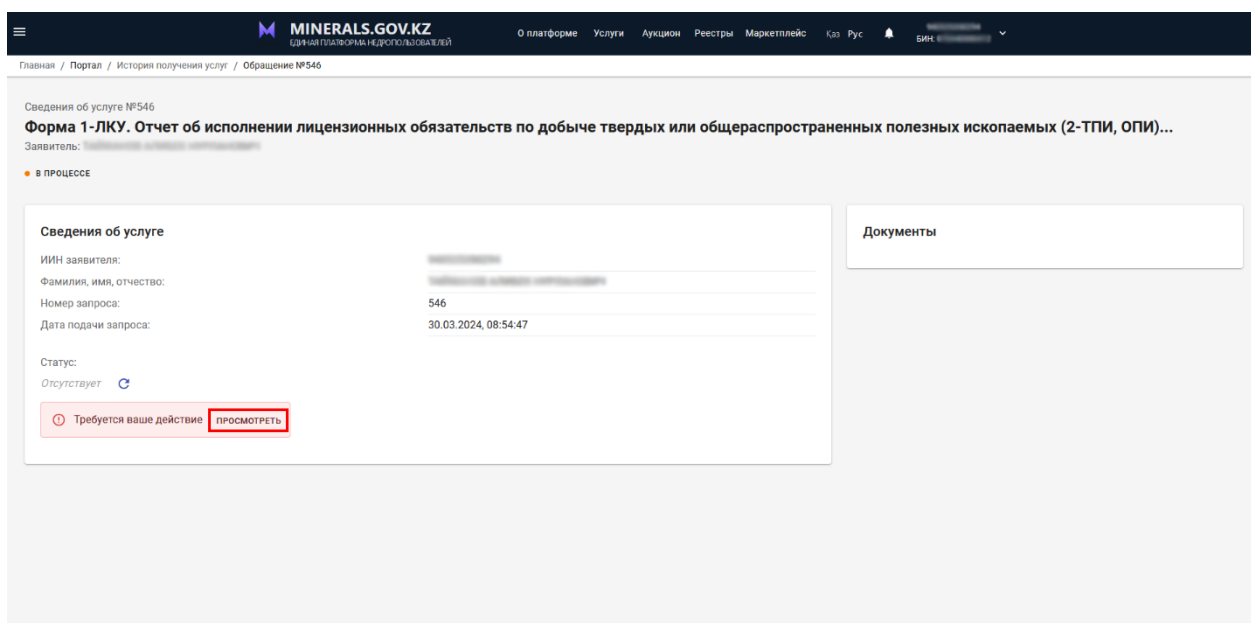 MINERALS.GOV.KZ
ЕДИНАЯ ПЛАТФОРМА НЕДРОПОЛЬЗОВАТЕЛЕЙ
О платформе Услуги Аукцион Реестры Маркетплейс Қаз Рус
БИН:
Главная / Портал / История получения услуг / Обращение №546
Сведения об услуге №546
Форма 1-ЛКУ. Отчет об исполнении лицензионных обязательств по добыче твердых или общераспространенных полезных ископаемых (2-ТПИ, ОПИ)...
Заявитель:
В ПРОЦЕССЕ
Сведения об услуге
ИИН заявителя:
Фамилия, имя, отчество:
Номер запроса: 546
Дата подачи запроса: 30.03.2024, 08:54:47
Статус:
Отсутствует
Требуется ваше действие ПРОСМОТРЕТЬ
Документы